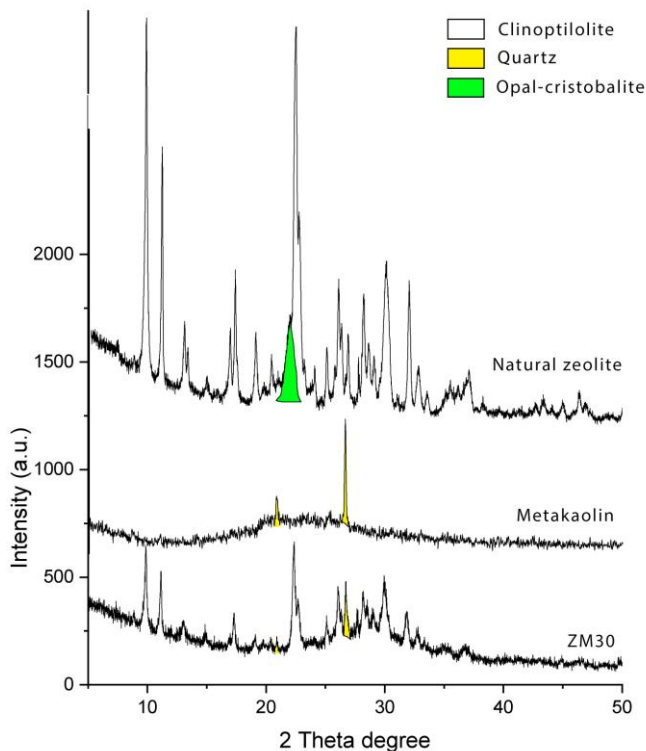 Clinoptilolite
Quartz
Opal-cristobalite
2000
1500
1000
500
0
Intensity (a.u.)
Natural zeolite
Metakaolin
ZM30
10
20
30
40
50
2 Theta degree